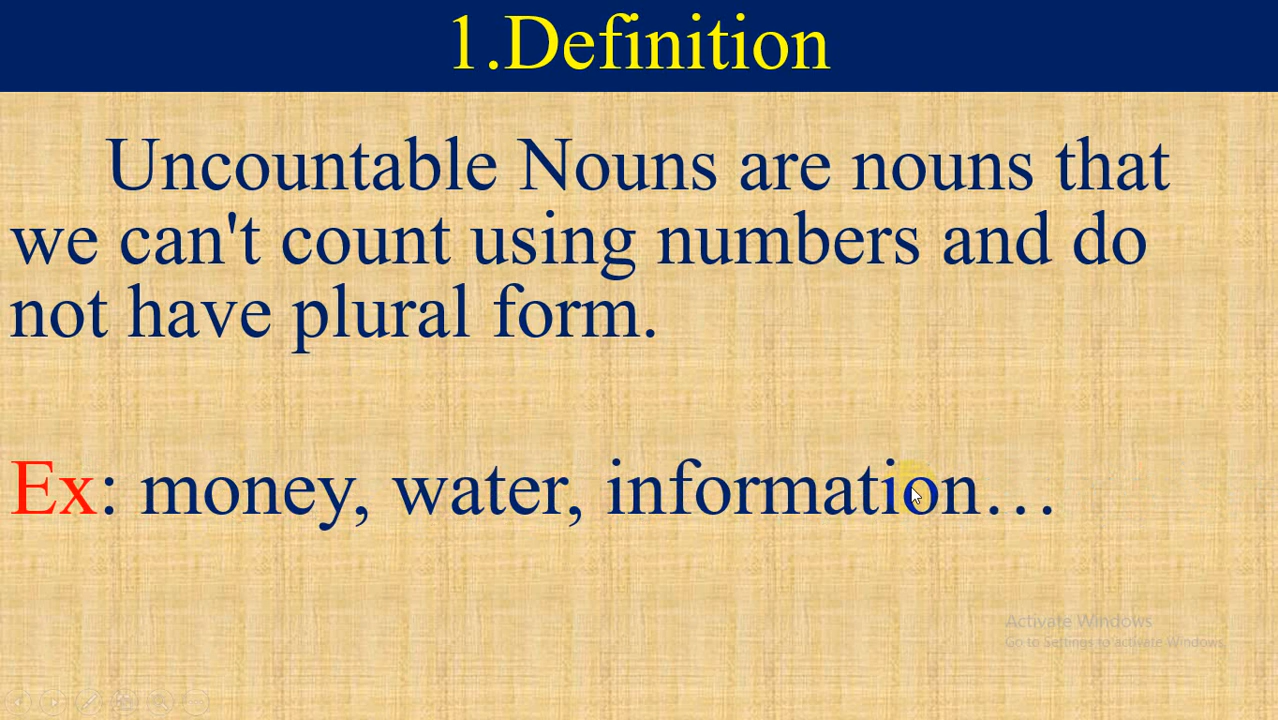 1.Definition
Uncountable Nouns are nouns that
we can't count using numbers and do
not have plural form.
Ex: money, water, information…
Activate Windows
Go to Settings to activate Windows.